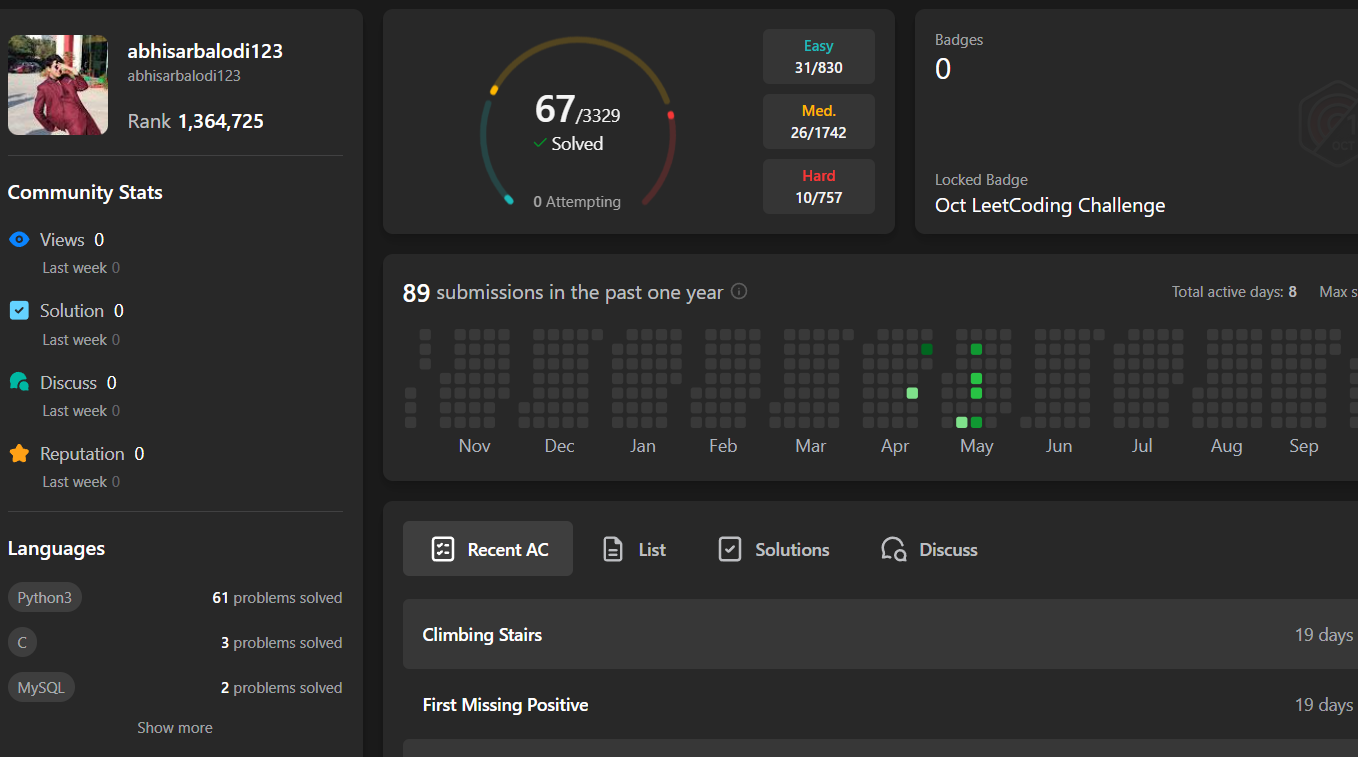 abhisarbalodi123
abhisarbalodi123
Rank 1,364,725
Community Stats
Views 0
Last week 0
Solution 0
Last week 0
Discuss 0
Last week 0
Reputation 0
Last week 0
Languages
Python3 61 problems solved
C 3 problems solved
MySQL 2 problems solved
Show more
67/3329
Solved
0 Attempting
Easy
31/830
Med.
26/1742
Hard
10/757
Badges
0
OCT
Locked Badge
Oct LeetCoding Challenge
89 submissions in the past one year Total active days: 8 Max s
Nov Dec Jan Feb Mar Apr May Jun Jul Aug Sep
Recent AC List Solutions Discuss
Climbing Stairs 19 days
First Missing Positive 19 days